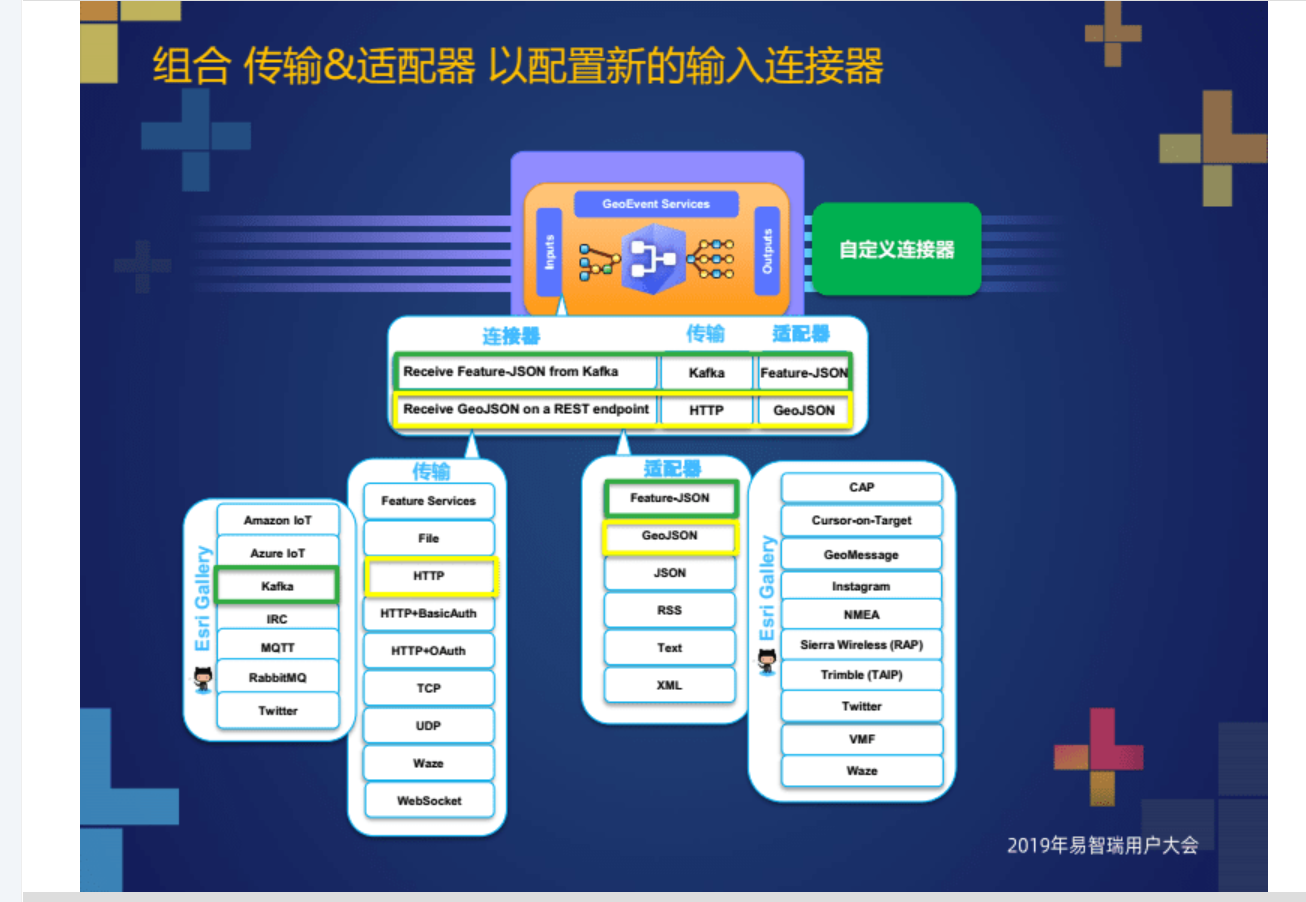 组合 传输&适配器 以配置新的输入连接器
GeoEvent Services
Inputs
Outputs
自定义连接器
连接器 传输 适配器
Receive Feature-JSON from Kafka Kafka Feature-JSON
Receive GeoJSON on a REST endpoint HTTP GeoJSON
Esri Gallery
Amazon IoT
Azure IoT
Kafka
IRC
MQTT
RabbitMQ
Twitter
传输
Feature Services
File
HTTP
HTTP+BasicAuth
HTTP+OAuth
TCP
UDP
Waze
WebSocket
适配器
Feature-JSON
GeoJSON
JSON
RSS
Text
XML
Esri Gallery
CAP
Cursor-on-Target
GeoMessage
Instagram
NMEA
Sierra Wireless (RAP)
Trimble (TAIP)
Twitter
VMF
Waze
2019年易智瑞用户大会